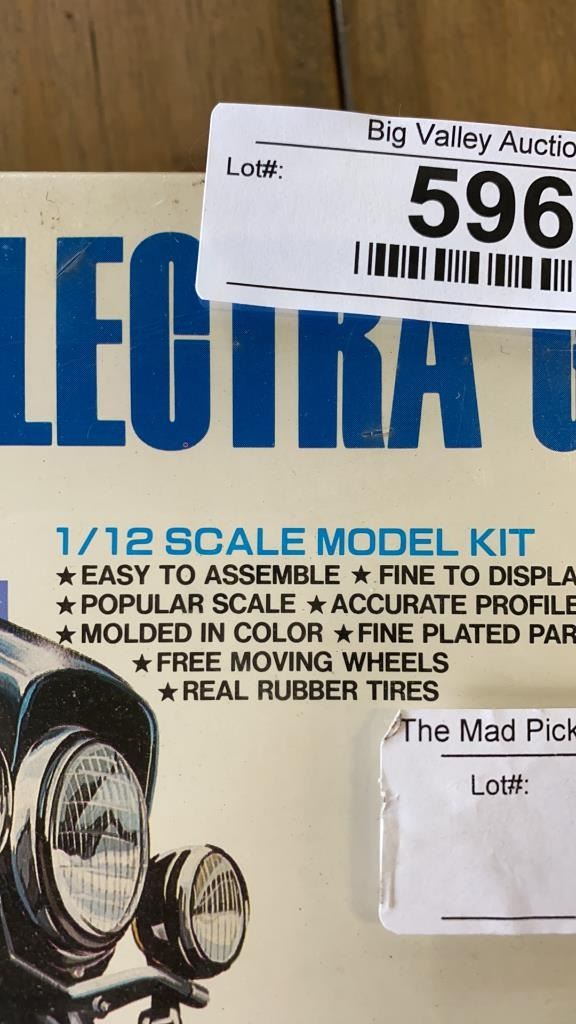 Big Valley Auctio
Lot#:
596
LECTRA G
1/12 SCALE MODEL KIT
★EASY TO ASSEMBLE ★FINE TO DISPLA
★POPULAR SCALE ★ACCURATE PROFILE
★MOLDED IN COLOR ★FINE PLATED PAR
★FREE MOVING WHEELS
★REAL RUBBER TIRES
The Mad Pick
Lot#: